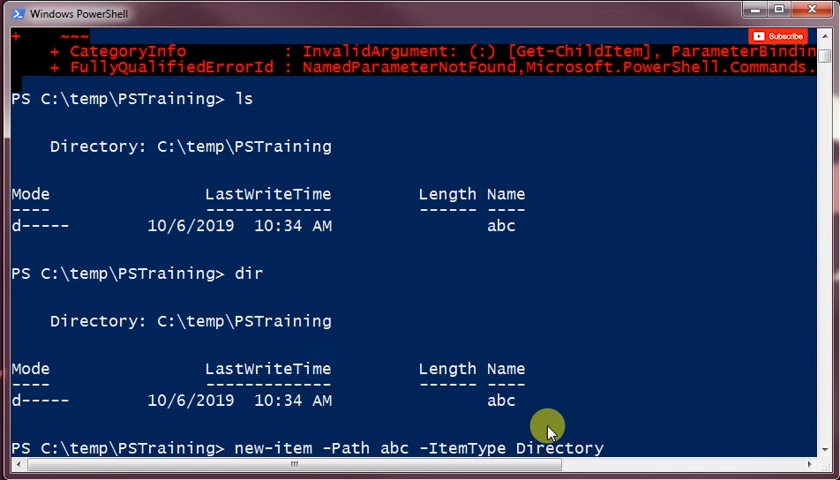 Windows PowerShell
Subscribe
+     ~~~
    + CategoryInfo          : InvalidArgument: (:) [Get-ChildItem], ParameterBindin
    + FullyQualifiedErrorId : NamedParameterNotFound,Microsoft.PowerShell.Commands.
PS C:\temp\PSTraining> ls
    Directory: C:\temp\PSTraining
Mode                LastWriteTime         Length Name
----                -------------         ------ ----
d-----        10/6/2019  10:34 AM                abc
PS C:\temp\PSTraining> dir
    Directory: C:\temp\PSTraining
Mode                LastWriteTime         Length Name
----                -------------         ------ ----
d-----        10/6/2019  10:34 AM                abc
PS C:\temp\PSTraining> new-item -Path abc -ItemType Directory